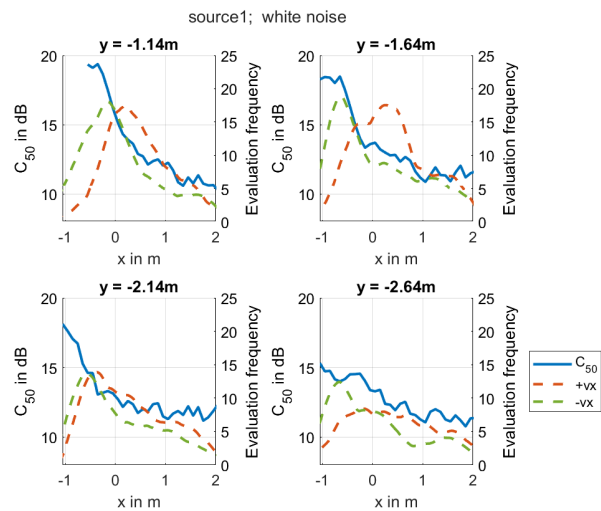 source1;  white noise
y = -1.14m
20
15
10
C50 in dB
25
20
15
10
5
0
Evaluation frequency
-1 0 1 2
x in m
y = -1.64m
20
15
10
C50 in dB
25
20
15
10
5
0
Evaluation frequency
-1 0 1 2
x in m
y = -2.14m
20
15
10
C50 in dB
25
20
15
10
5
0
Evaluation frequency
-1 0 1 2
x in m
y = -2.64m
20
15
10
C50 in dB
25
20
15
10
5
0
Evaluation frequency
-1 0 1 2
x in m
C50
+vx
-vx